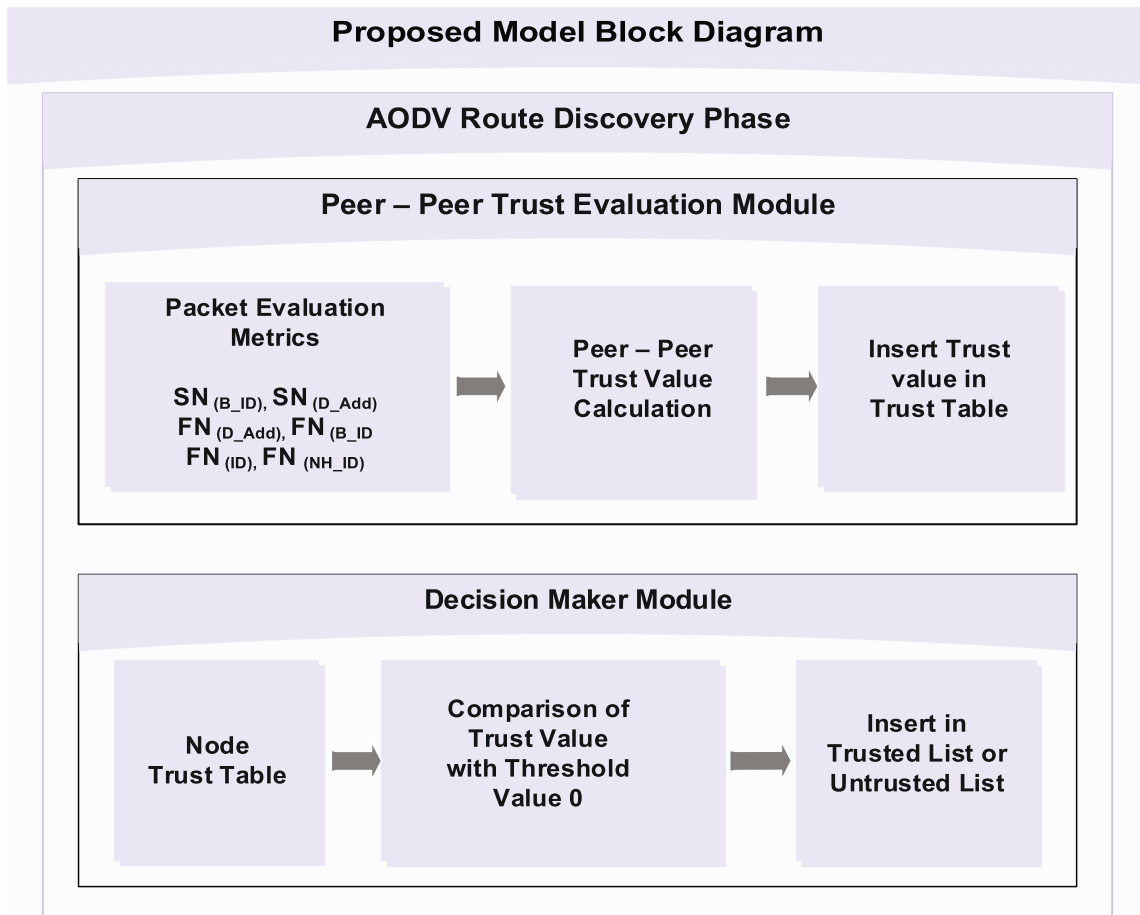 Proposed Model Block Diagram
AODV Route Discovery Phase
Peer – Peer Trust Evaluation Module
Packet Evaluation
Metrics
SN (B_ID), SN (D_Add)
FN (D_Add), FN (B_ID
FN (ID), FN (NH_ID)
Peer – Peer
Trust Value
Calculation
Insert Trust
value in
Trust Table
Decision Maker Module
Node
Trust Table
Comparison of
Trust Value
with Threshold
Value 0
Insert in
Trusted List or
Untrusted List